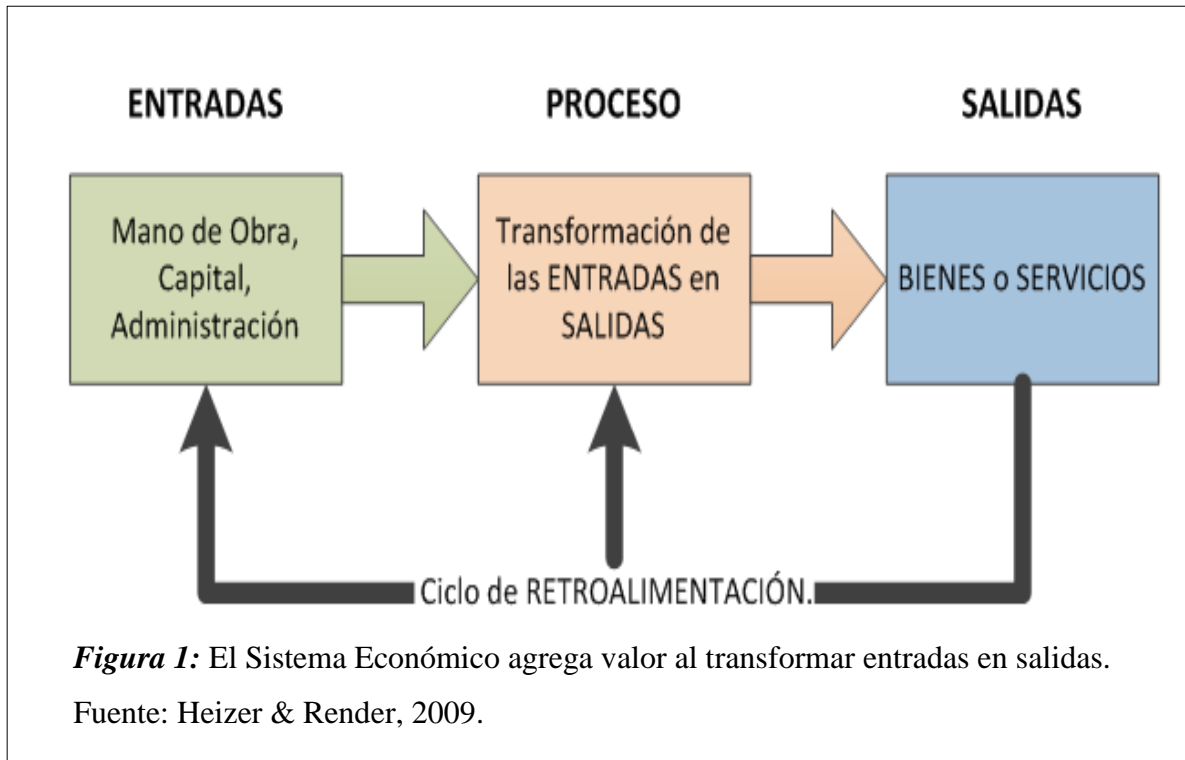 ENTRADAS
PROCESO
SALIDAS
Mano de Obra,
Capital,
Administración
Transformación de
las ENTRADAS en
SALIDAS
BIENES o SERVICIOS
Ciclo de RETROALIMENTACIÓN.
Figura 1: El Sistema Económico agrega valor al transformar entradas en salidas.
Fuente: Heizer & Render, 2009.